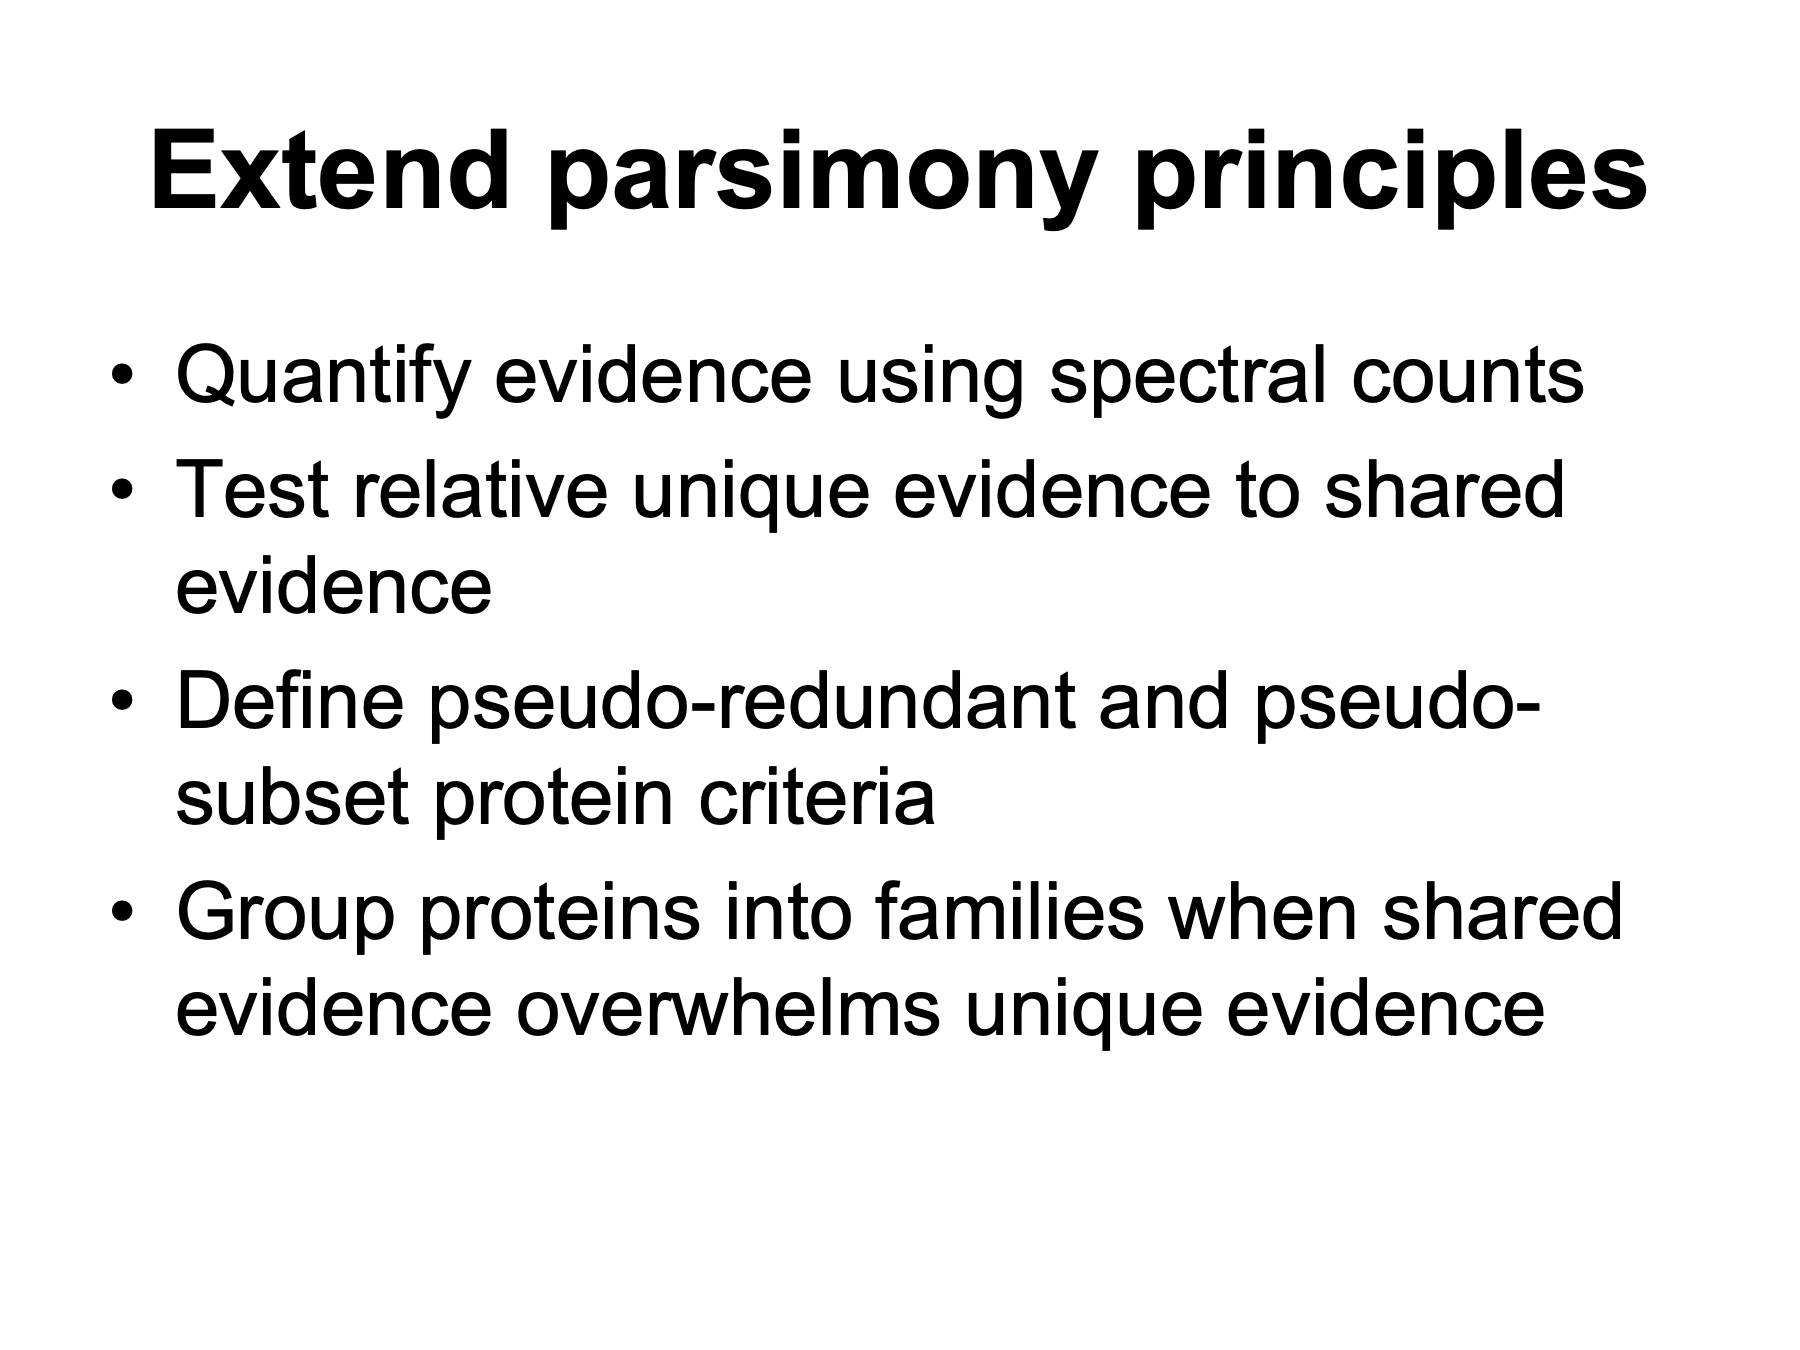 Extend parsimony principles
• Quantify evidence using spectral counts
• Test relative unique evidence to shared
evidence
• Define pseudo-redundant and pseudo-
subset protein criteria
• Group proteins into families when shared
evidence overwhelms unique evidence